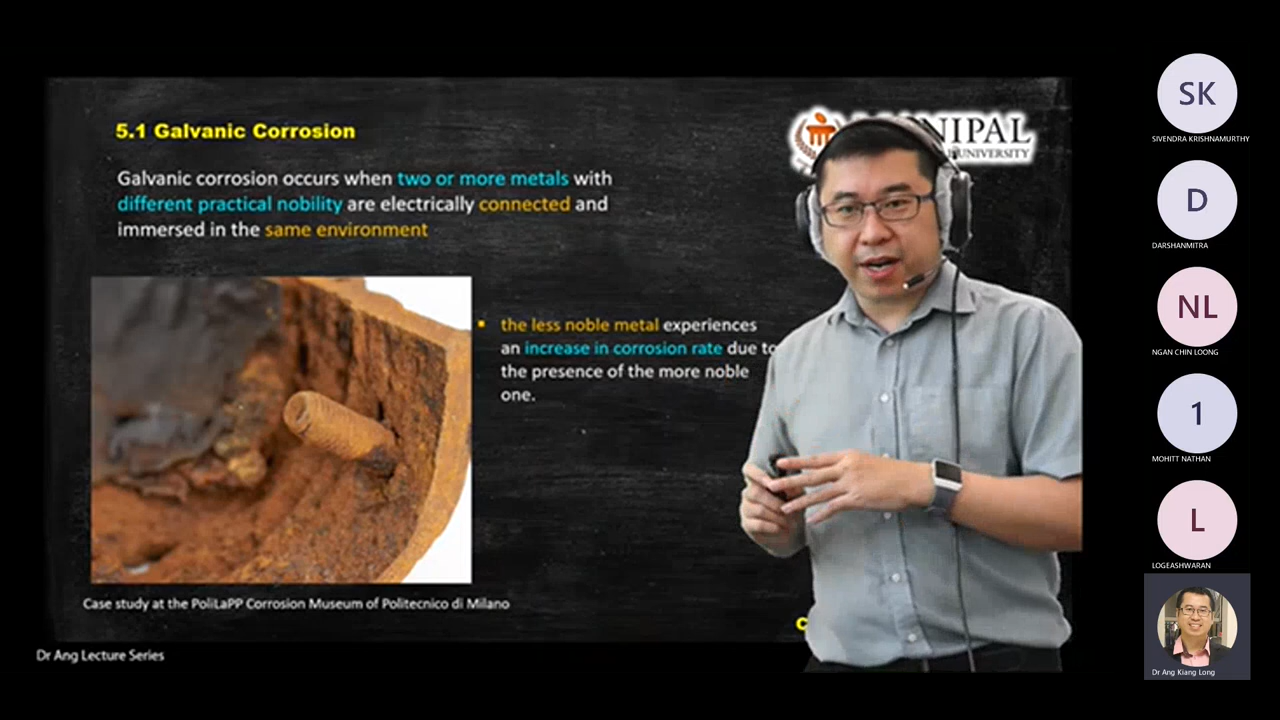 5.1 Galvanic Corrosion
NIPAL
UNIVERSITY
Galvanic corrosion occurs when two or more metals with
different practical nobility are electrically connected and
immersed in the same environment
the less noble metal experiences
an increase in corrosion rate due to
the presence of the more noble
one.
Case study at the PoliLaPP Corrosion Museum of Politecnico di Milano
Dr Ang Lecture Series
SK
SIVENDRA KRISHNAMURTHY
D
DARSHANMITRA
NL
NGAN CHIN LOONG
1
MOHITT NATHAN
L
LOGEASHWARAN
Dr Ang Kiang Long